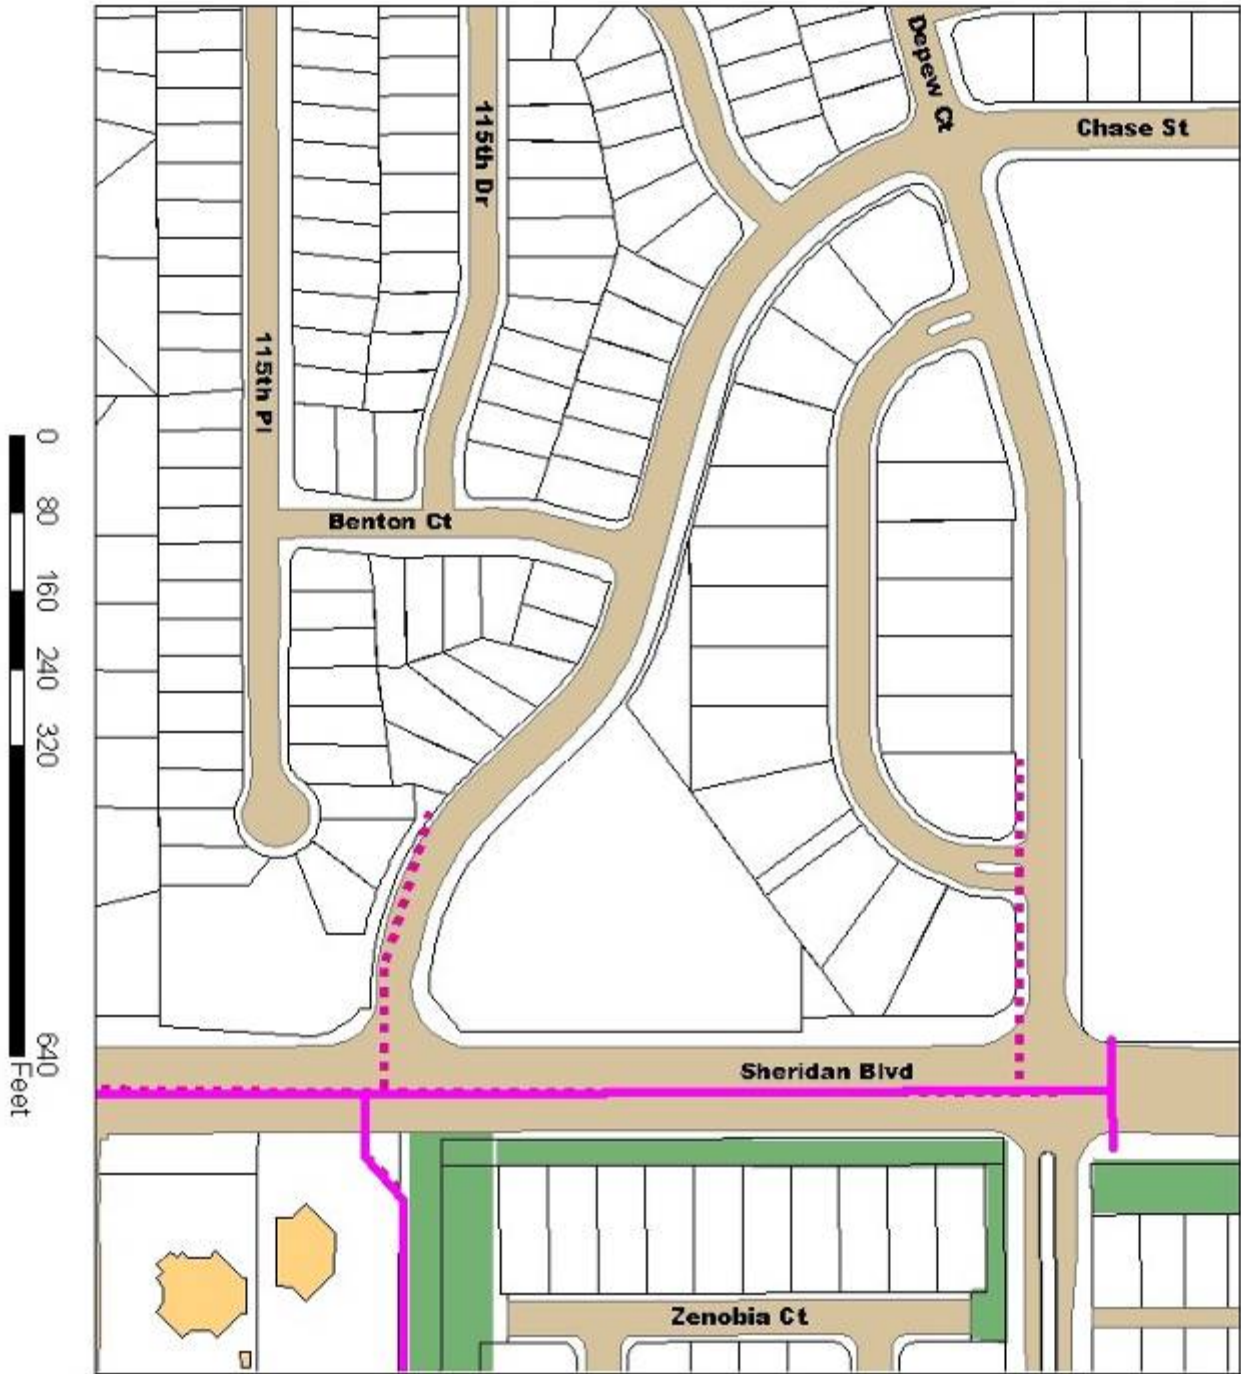 Depew Ct
Chase St
115th Dr
115th Pl
Benton Ct
0 80 160 240 320 640
Feet
Sheridan Blvd
Zenobia Ct